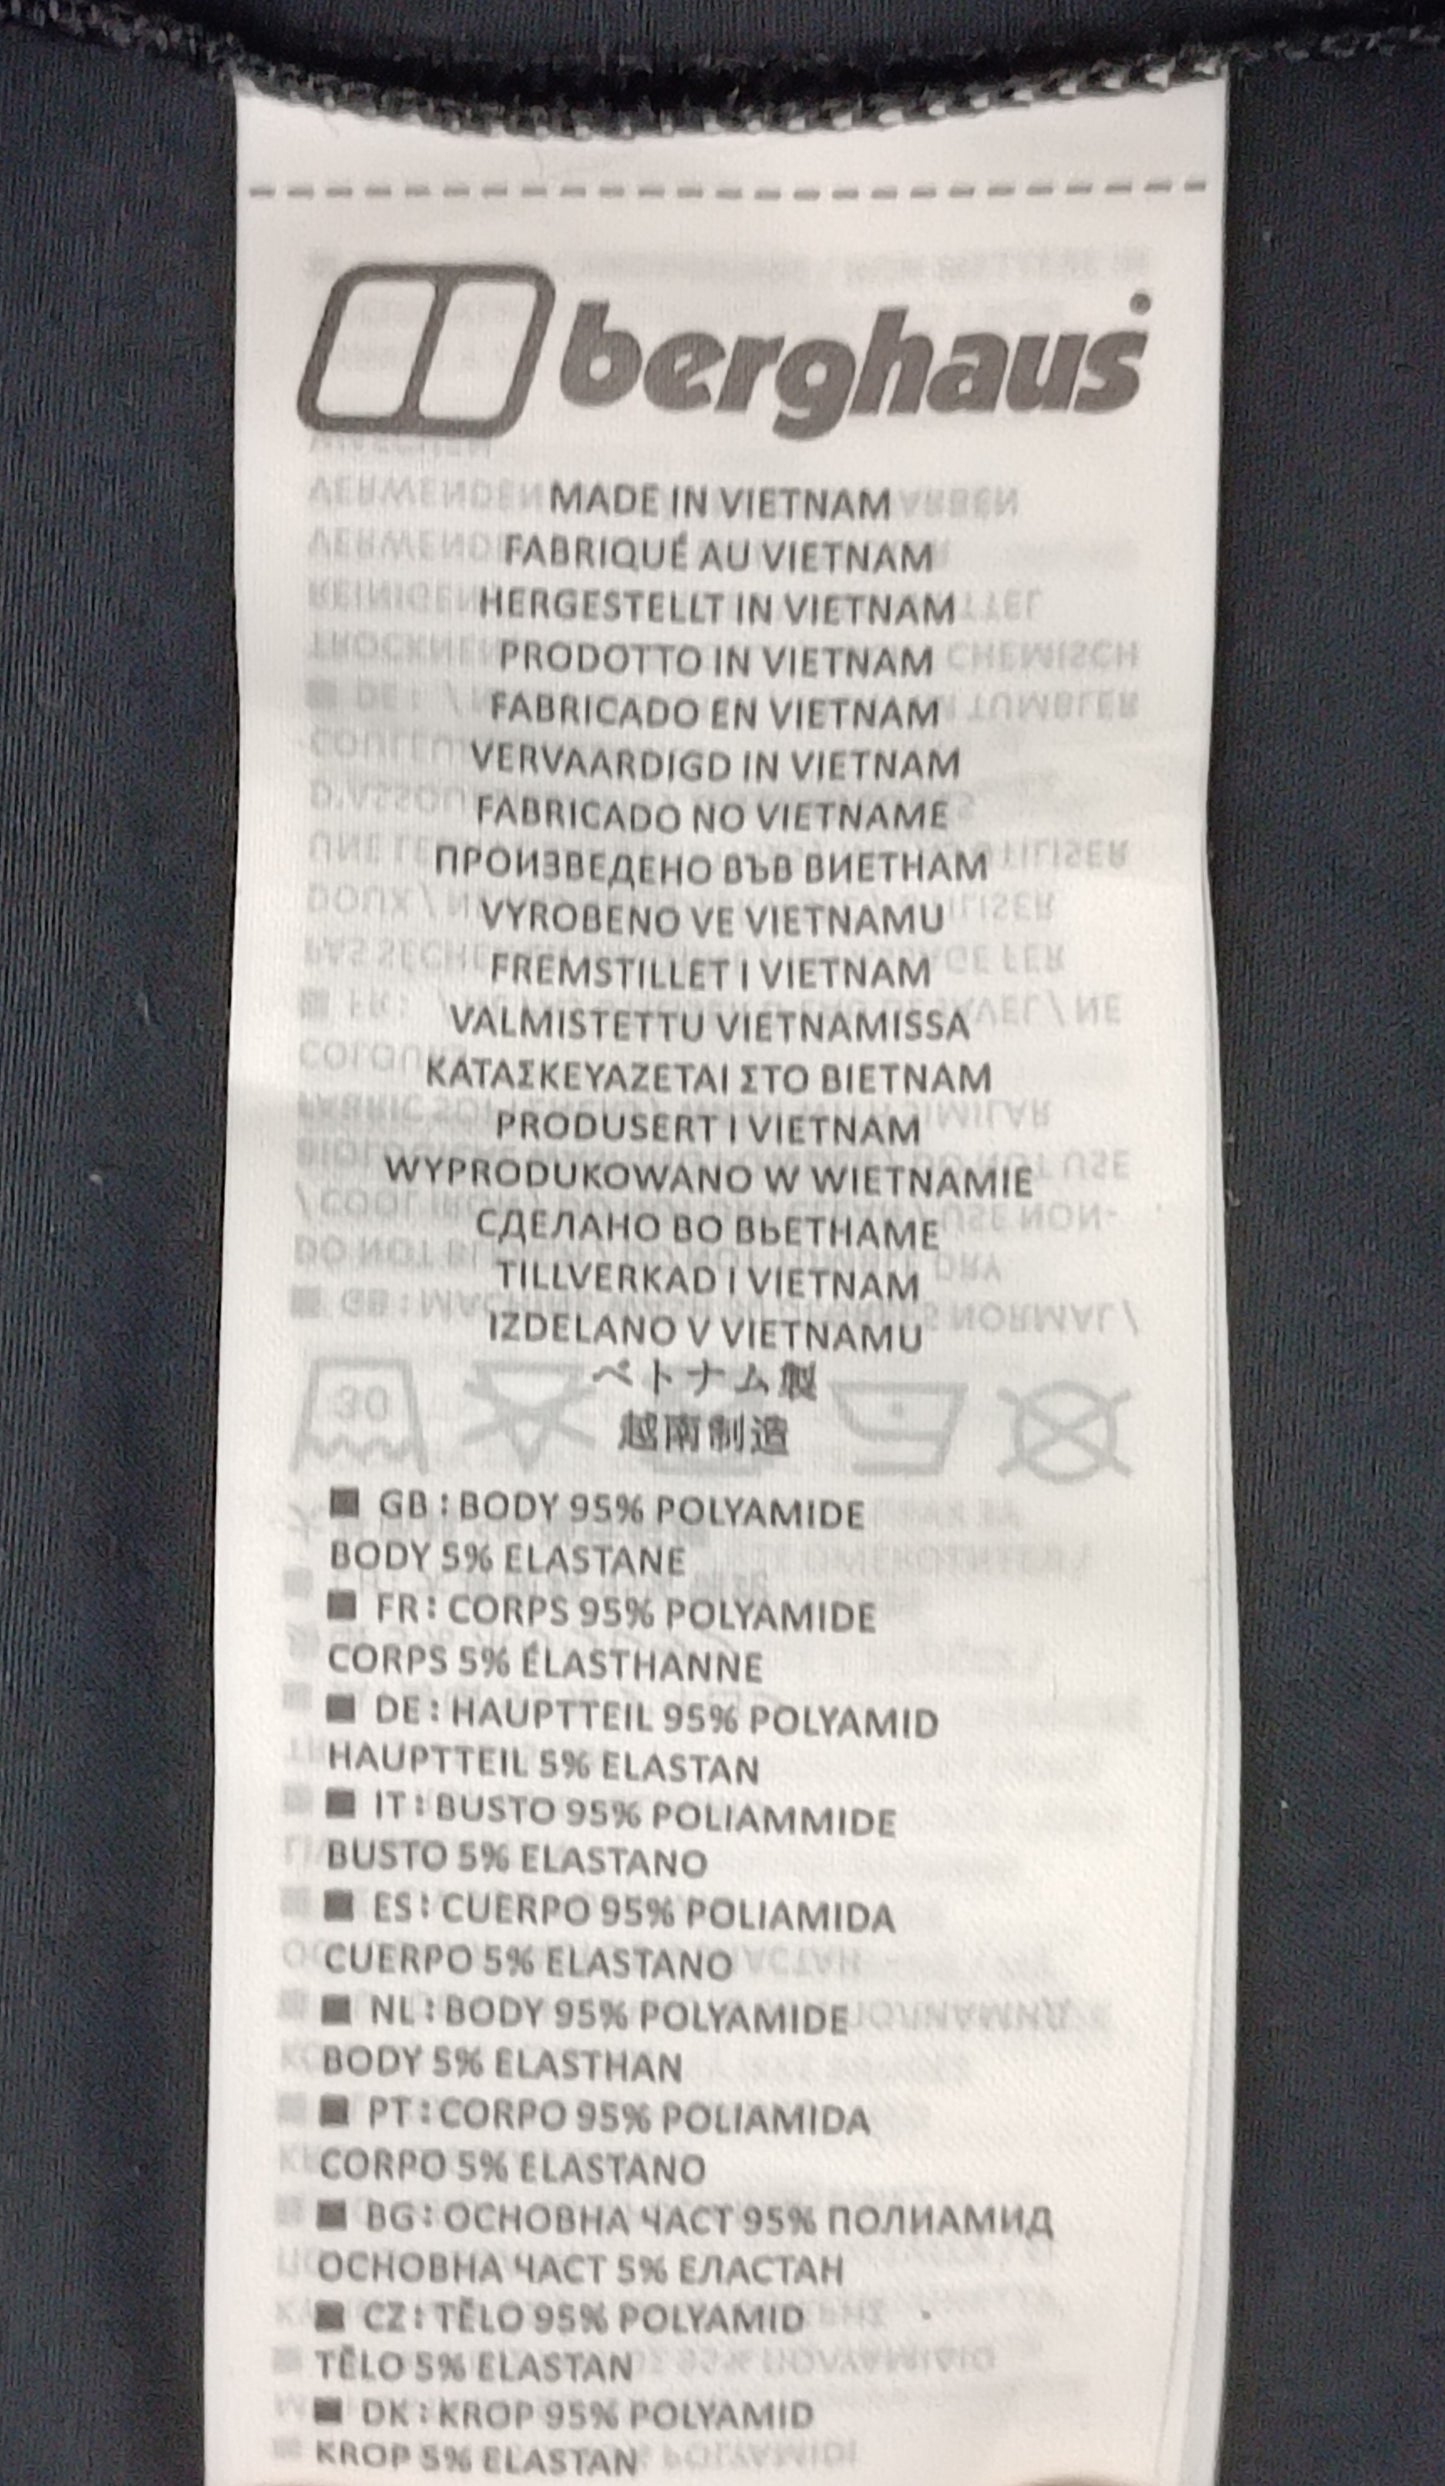 berghaus®
MADE IN VIETNAM
FABRIQUÉ AU VIETNAM
HERGESTELLT IN VIETNAM
PRODOTTO IN VIETNAM
FABRICADO EN VIETNAM
VERVAARDIGD IN VIETNAM
FABRICADO NO VIETNAME
ПРОИЗВЕДЕНО ВЪВ ВИЕТНАМ
VYROBENO VE VIETNAMU
FREMSTILLET I VIETNAM
VALMISTETTU VIETNAMISSA
ΚΑΤΑΣΚΕΥΑΖΕΤΑΙ ΣΤΟ ΒΙΕΤΝΑΜ
PRODUSERT I VIETNAM
WYPRODUKOWANO W WIETNAMIE
СДЕЛАНО ВО ВЬЕТНАМЕ
TILLVERKAD I VIETNAM
IZDELANO V VIETNAMU
ベトナム製
越南制造
■ GB : BODY 95% POLYAMIDE
BODY 5% ELASTANE
■ FR : CORPS 95% POLYAMIDE
CORPS 5% ÉLASTHANNE
■ DE : HAUPTTEIL 95% POLYAMID
HAUPTTEIL 5% ELASTAN
■ IT : BUSTO 95% POLIAMMIDE
BUSTO 5% ELASTANO
■ ES : CUERPO 95% POLIAMIDA
CUERPO 5% ELASTANO
■ NL : BODY 95% POLYAMIDE
BODY 5% ELASTHAN
■ PT : CORPO 95% POLIAMIDA
CORPO 5% ELASTANO
■ BG : ОСНОВНА ЧАСТ 95% ПОЛИАМИД
ОСНОВНА ЧАСТ 5% ЕЛАСТАН
■ CZ : TĚLO 95% POLYAMID
TĚLO 5% ELASTAN
■ DK : KROP 95% POLYAMID
KROP 5% ELASTAN